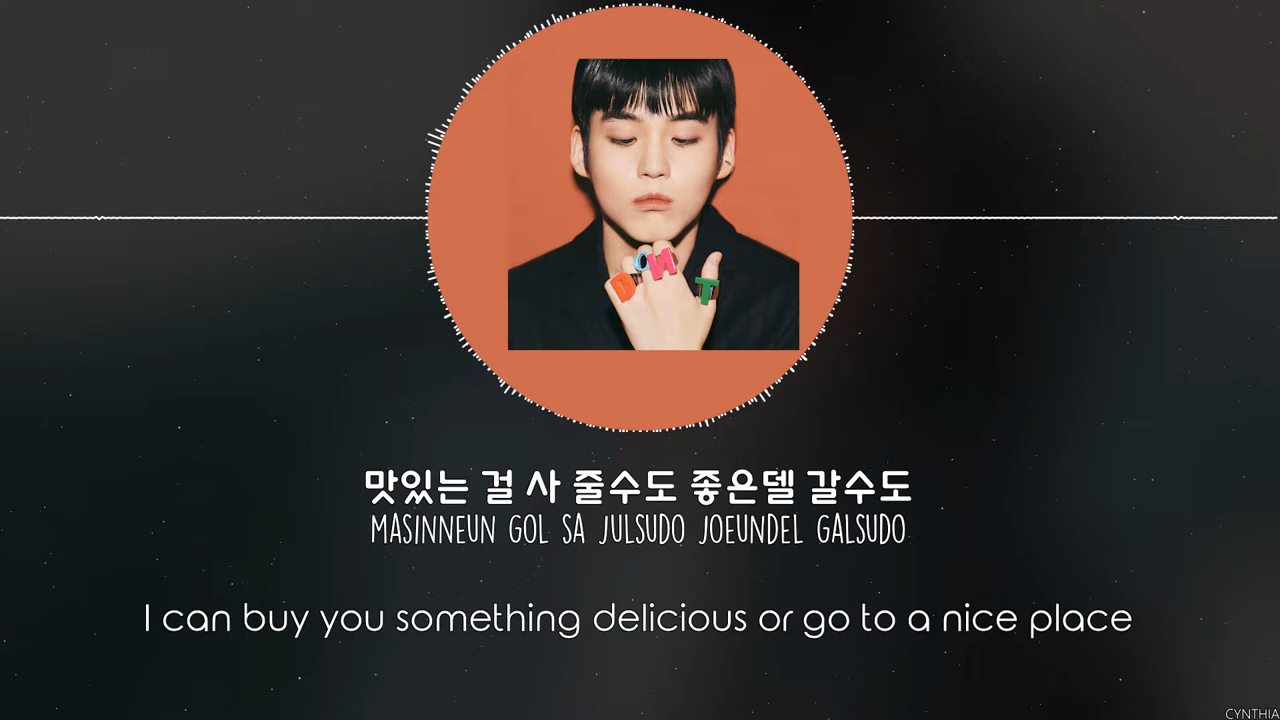 DONT
맛있는 걸 사 줄수도 좋은델 갈수도
MASINNEUN GOL SA JULSUDO JOEUNDEL GALSUDO
I can buy you something delicious or go to a nice place
CYNTHIA